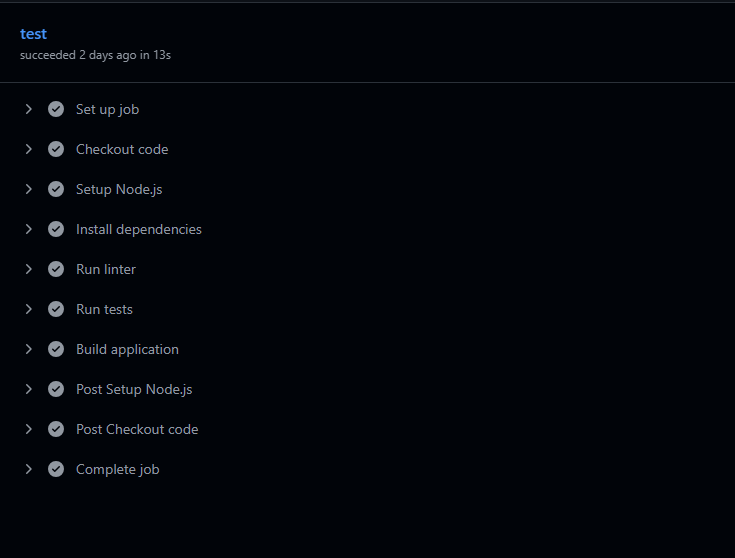 test
succeeded 2 days ago in 13s
Set up job
Checkout code
Setup Node.js
Install dependencies
Run linter
Run tests
Build application
Post Setup Node.js
Post Checkout code
Complete job